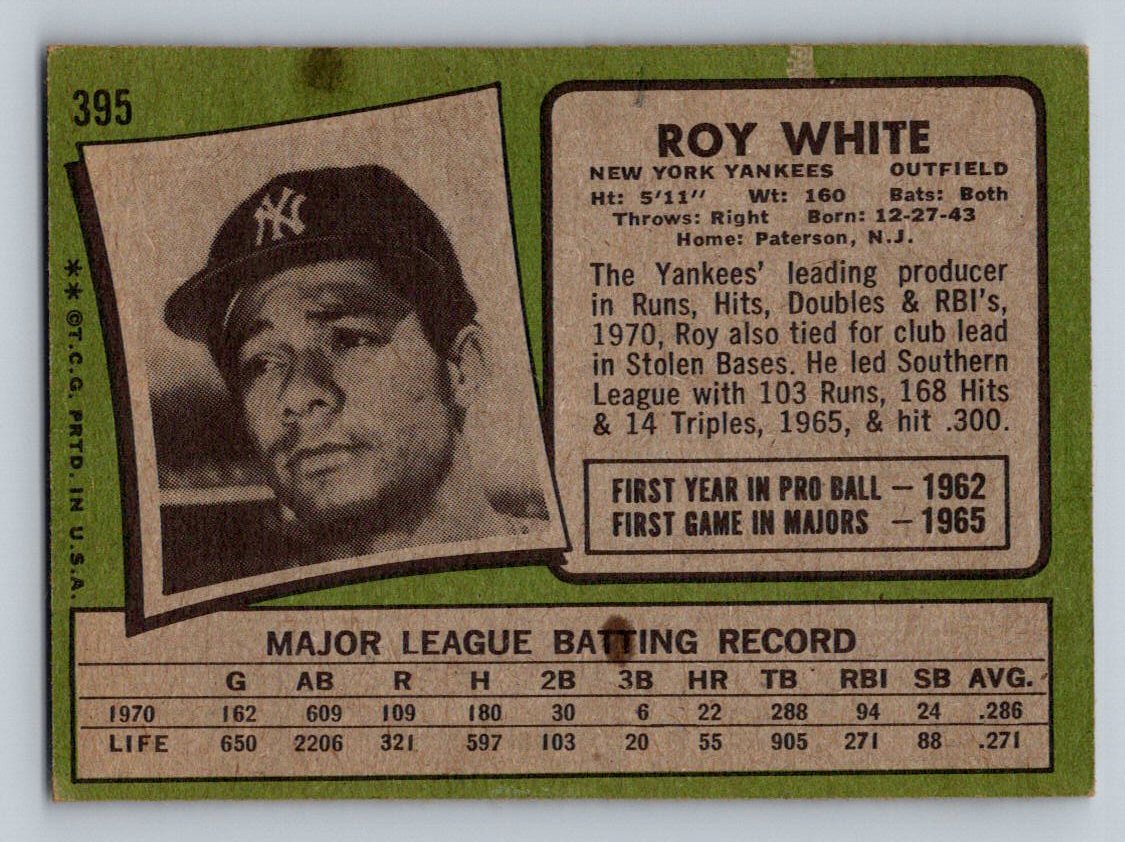 395
NY
ROY WHITE
NEW YORK YANKEES OUTFIELD
Ht: 5'11" Wt: 160 Bats: Both
Throws: Right Born: 12-27-43
Home: Paterson, N.J.
The Yankees' leading producer
in Runs, Hits, Doubles & RBI's,
1970, Roy also tied for club lead
in Stolen Bases. He led Southern
League with 103 Runs, 168 Hits
& 14 Triples, 1965, & hit .300.
FIRST YEAR IN PRO BALL – 1962
FIRST GAME IN MAJORS – 1965
**©T.C.G. PRTD. IN U.S.A.
MAJOR LEAGUE BATTING RECORD
G AB R H 2B 3B HR TB RBI SB AVG.
1970 162 609 109 180 30 6 22 288 94 24 .286
LIFE 650 2206 321 597 103 20 55 905 271 88 .271